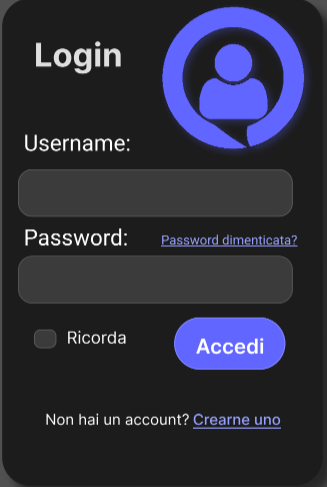 Login
Username:
Password: Password dimenticata?
Ricorda Accedi
Non hai un account? Crearne uno